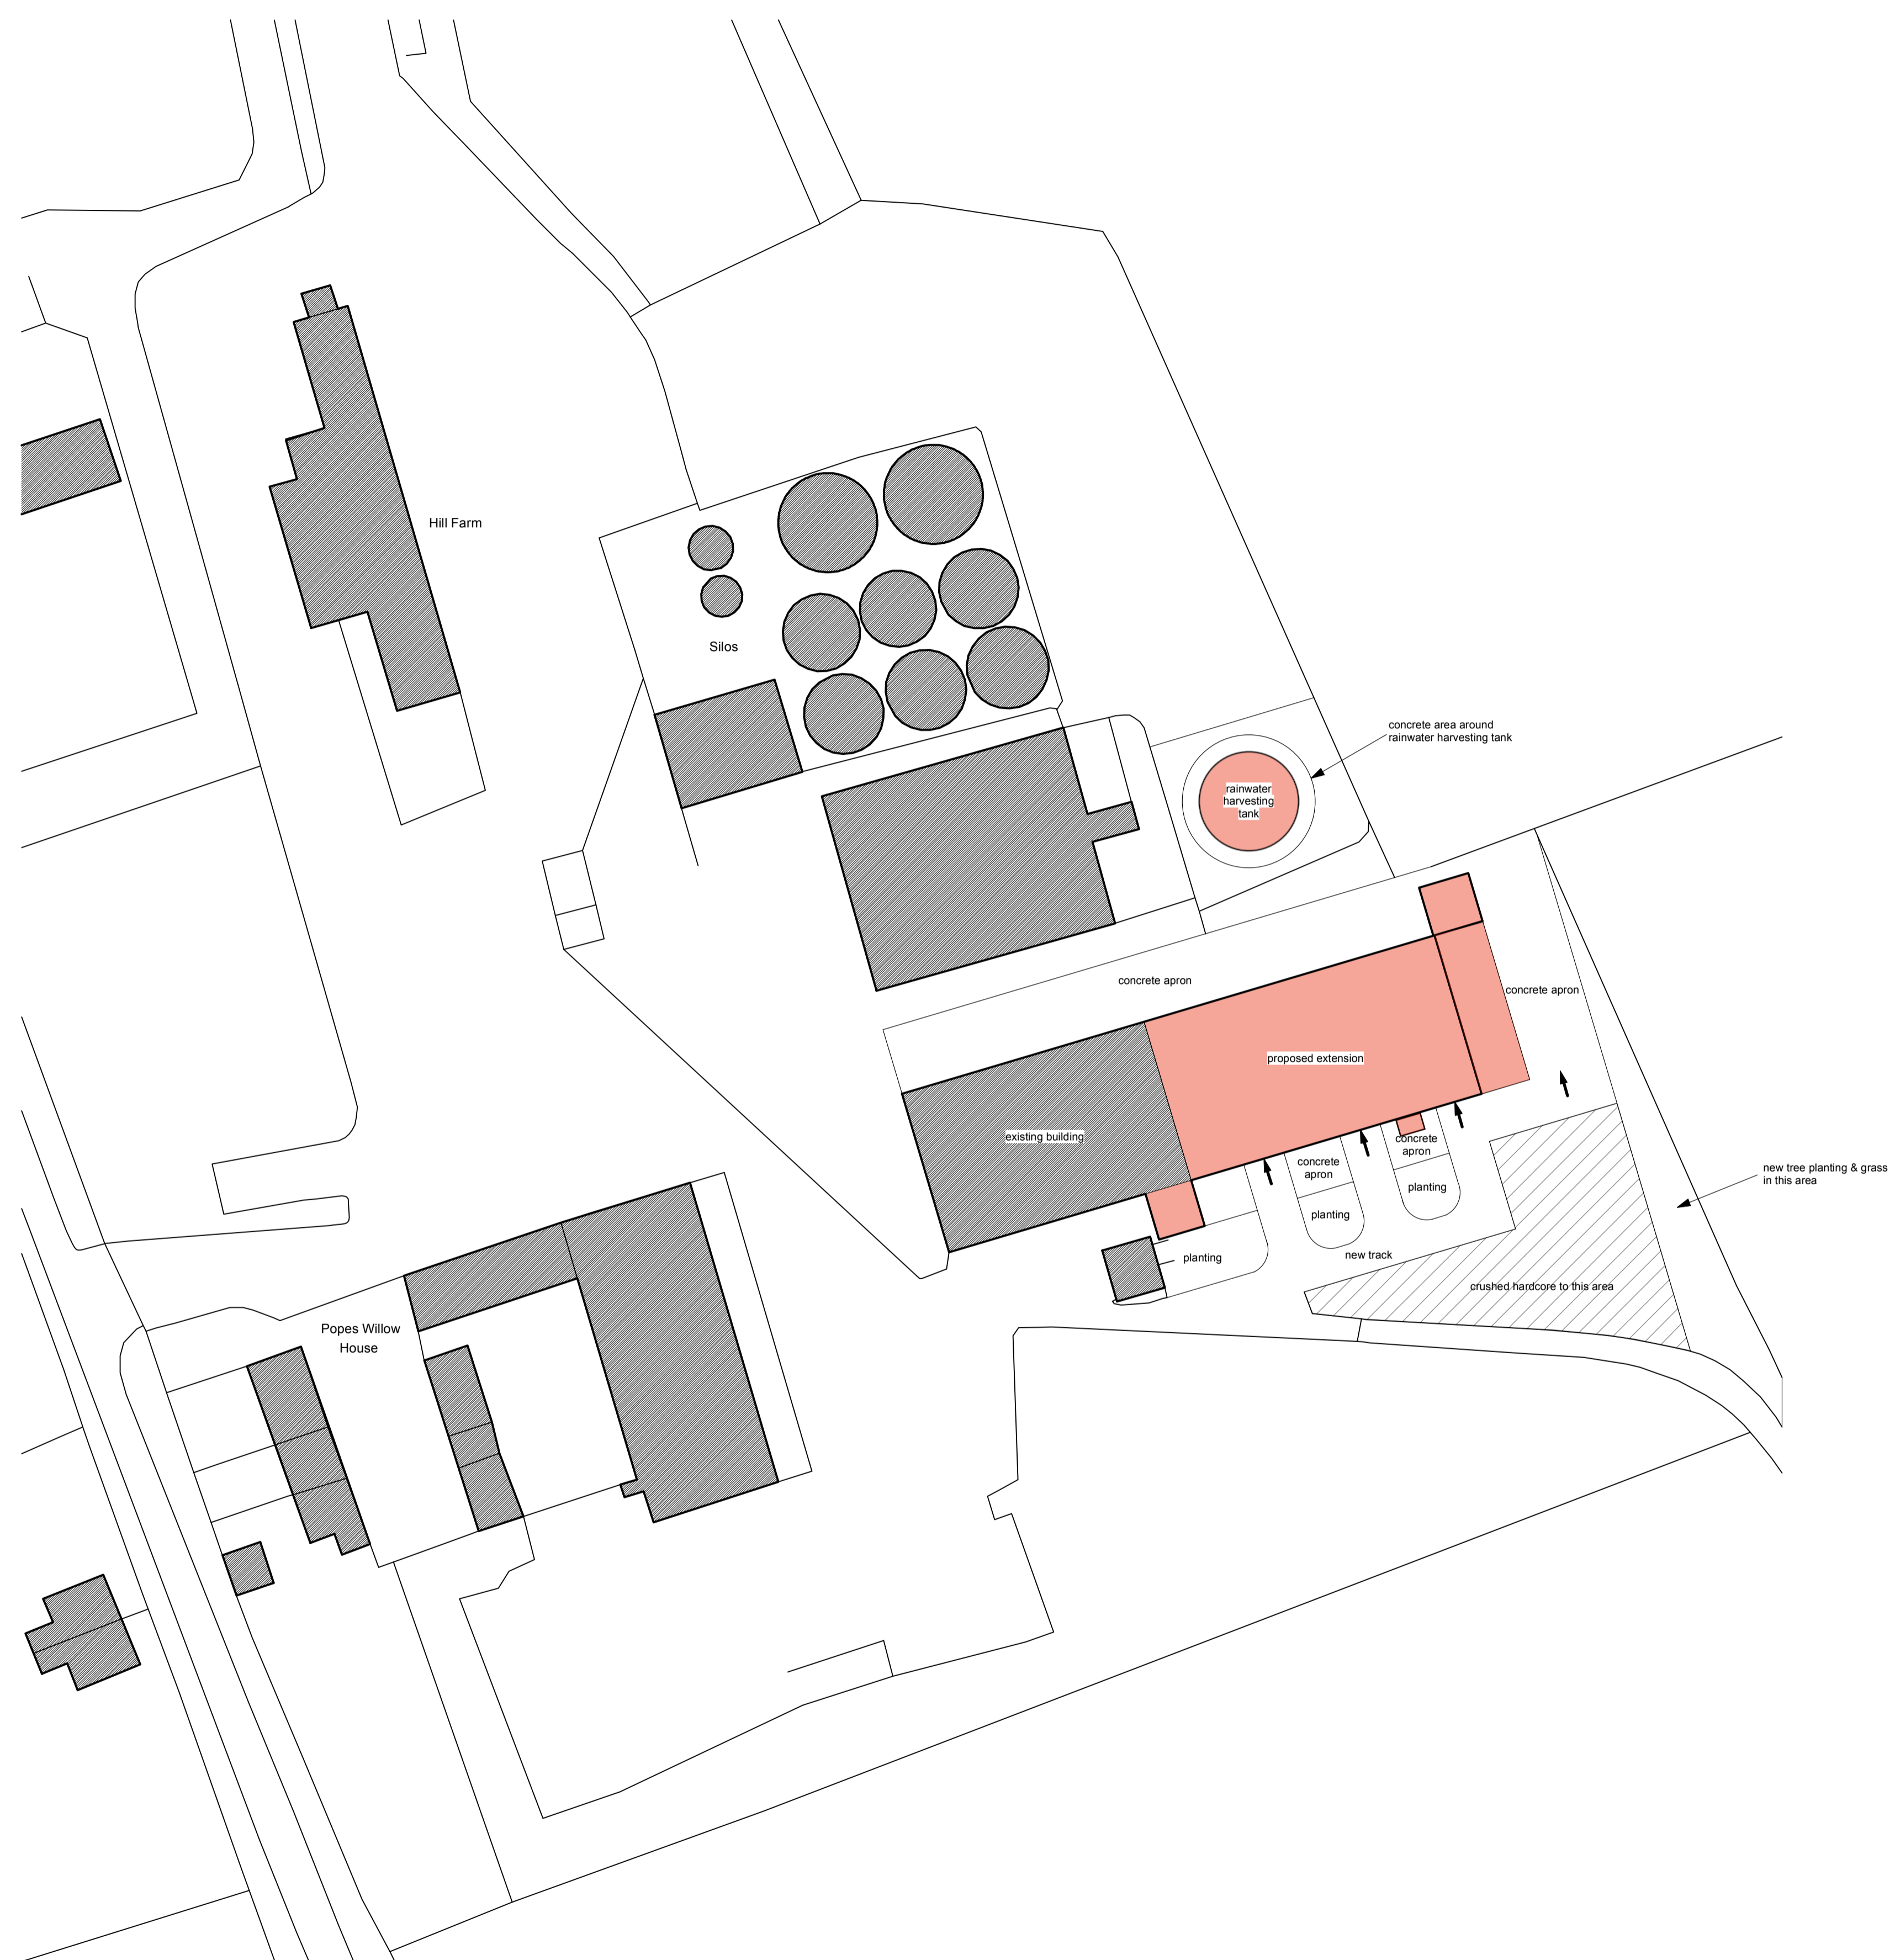 Hill Farm
Silos
concrete area around
rainwater harvesting tank
rainwater
harvesting
tank
concrete apron
concrete apron
proposed extension
existing building
concrete
apron
concrete
apron
planting
planting
new tree planting & grass
in this area
planting
new track
crushed hardcore to this area
Popes Willow
House